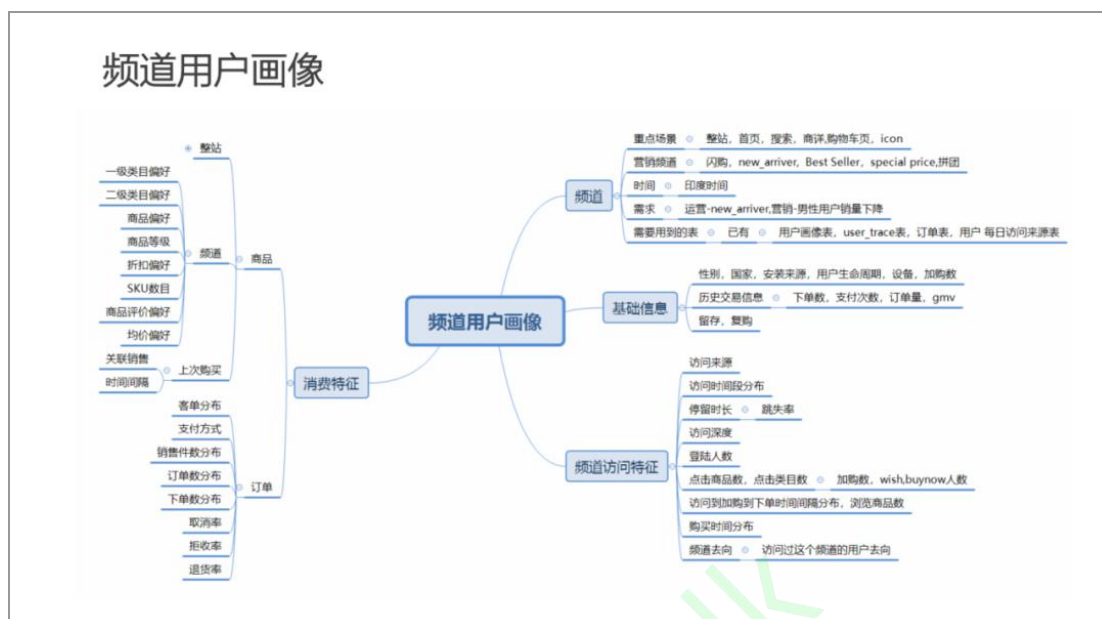 频道用户画像
整站
一级类目偏好
二级类目偏好
商品偏好
商品等级
折扣偏好
SKU数目
商品评价偏好
均价偏好
频道
商品
关联销售
时间间隔
上次购买
消费特征
客单分布
支付方式
销售件数分布
订单数分布
下单数分布
取消率
拒收率
退货率
订单
频道用户画像
频道
重点场景 整站，首页，搜索，商详,购物车页，icon
营销频道 闪购，new_arriver，Best Seller，special price,拼团
时间 印度时间
需求 运营-new_arriver,营销-男性用户销量下降
需要用到的表 已有 用户画像表，user_trace表，订单表，用户 每日访问来源表
基础信息
性别，国家，安装来源，用户生命周期，设备，加购数
历史交易信息 下单数，支付次数，订单量，gmv
留存，复购
频道访问特征
访问来源
访问时间段分布
停留时长 跳失率
访问深度
登陆人数
点击商品数，点击类目数 加购数，wish,buynow人数
访问到加购到下单时间间隔分布，浏览商品数
购买时间分布
频道去向 访问过这个频道的用户去向